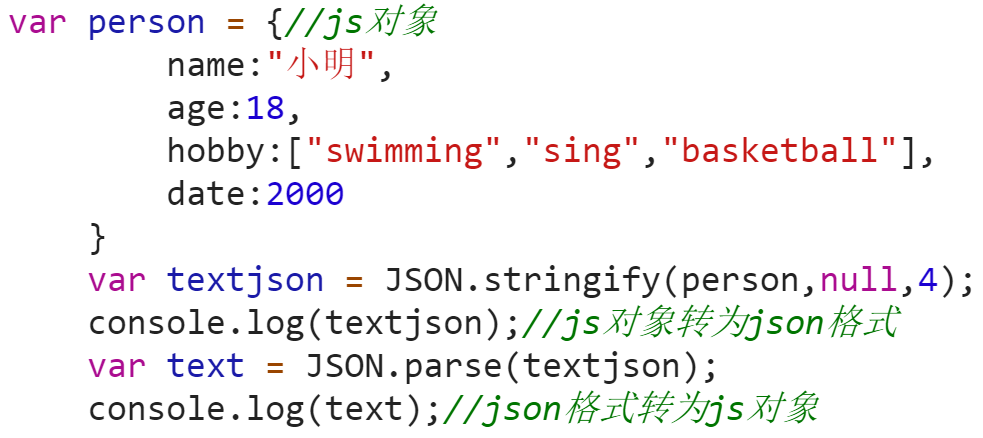 var person = {//js对象
name:"小明",
age:18,
hobby:["swimming","sing","basketball"],
date:2000
}
var textjson = JSON.stringify(person,null,4);
console.log(textjson);//js对象转为json格式
var text = JSON.parse(textjson);
console.log(text);//json格式转为js对象